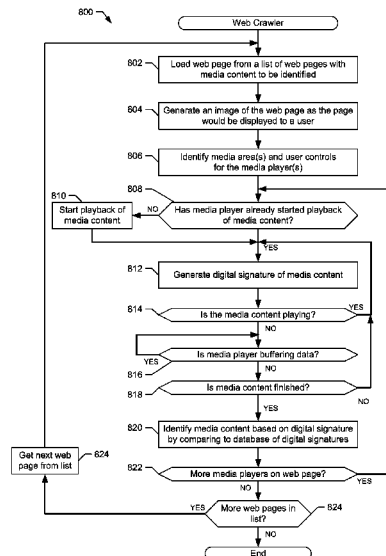 800
Web Crawler
802
Load web page from a list of web pages with
media content to be identified
804
Generate an image of the web page as the page
would be displayed to a user
806
Identify media area(s) and user controls
for the media player(s)
808
810
Start playback of
media content
NO
Has media player already started playback
of media content?
YES
812
Generate digital signature of media content
814
Is the media content playing?
YES
NO
Is media player buffering data?
YES
816
NO
818
Is media content finished?
NO
YES
820
Identify media content based on digital signature
by comparing to database of digital signatures
Get next web
page from list
624
822
More media players on web page?
YES
NO
YES
More web pages in
list?
624
NO
End